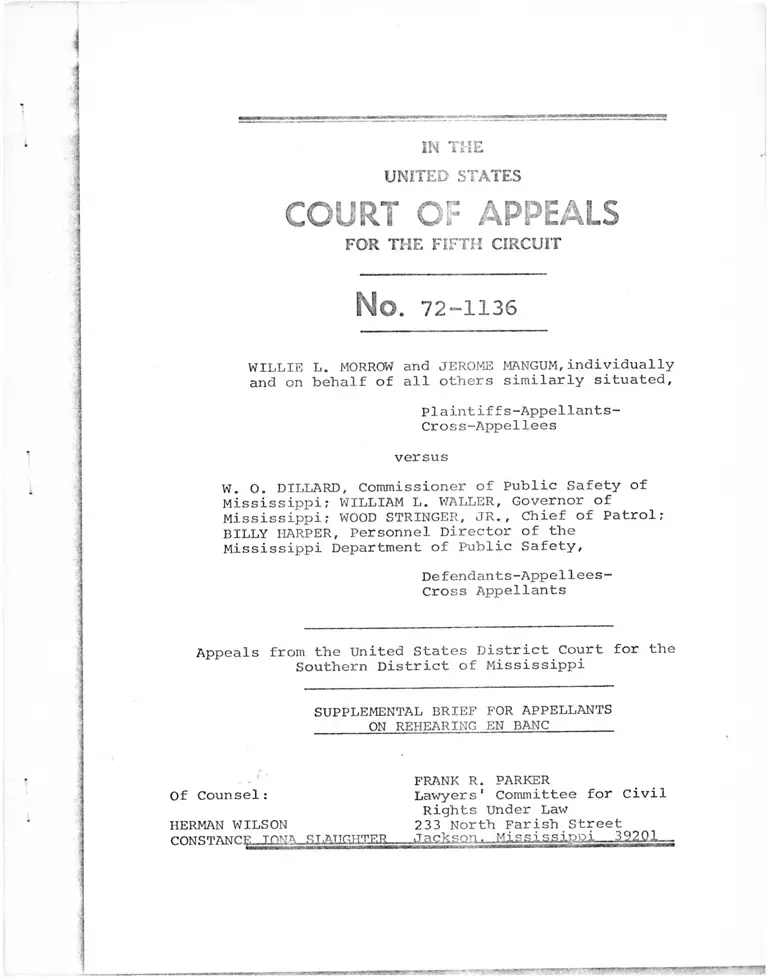 IN THE
UNITED STATES
COURT OF APPEALS
FOR THE FIFTH CIRCUIT
No. 72-1136
WILLIE L. MORROW and JEROME MANGUM,individually
and on behalf of all others similarly situated,
Plaintiffs-Appellants-
Cross-Appellees
versus
W. O. DILLARD, Commissioner of Public Safety of
Mississippi; WILLIAM L. WALLER, Governor of
Mississippi; WOOD STRINGER, JR., Chief of Patrol;
BILLY HARPER, Personnel Director of the
Mississippi Department of Public Safety,
Defendants-Appellees-
Cross Appellants
Appeals from the United States District Court for the
Southern District of Mississippi
SUPPLEMENTAL BRIEF FOR APPELLANTS
ON REHEARING EN BANC
Of Counsel:
HERMAN WILSON
CONSTANCE IONA SLAUGHTER
FRANK R. PARKER
Lawyers' Committee for Civil
Rights Under Law
233 North Farish Street
Jackson, Mississippi 39201